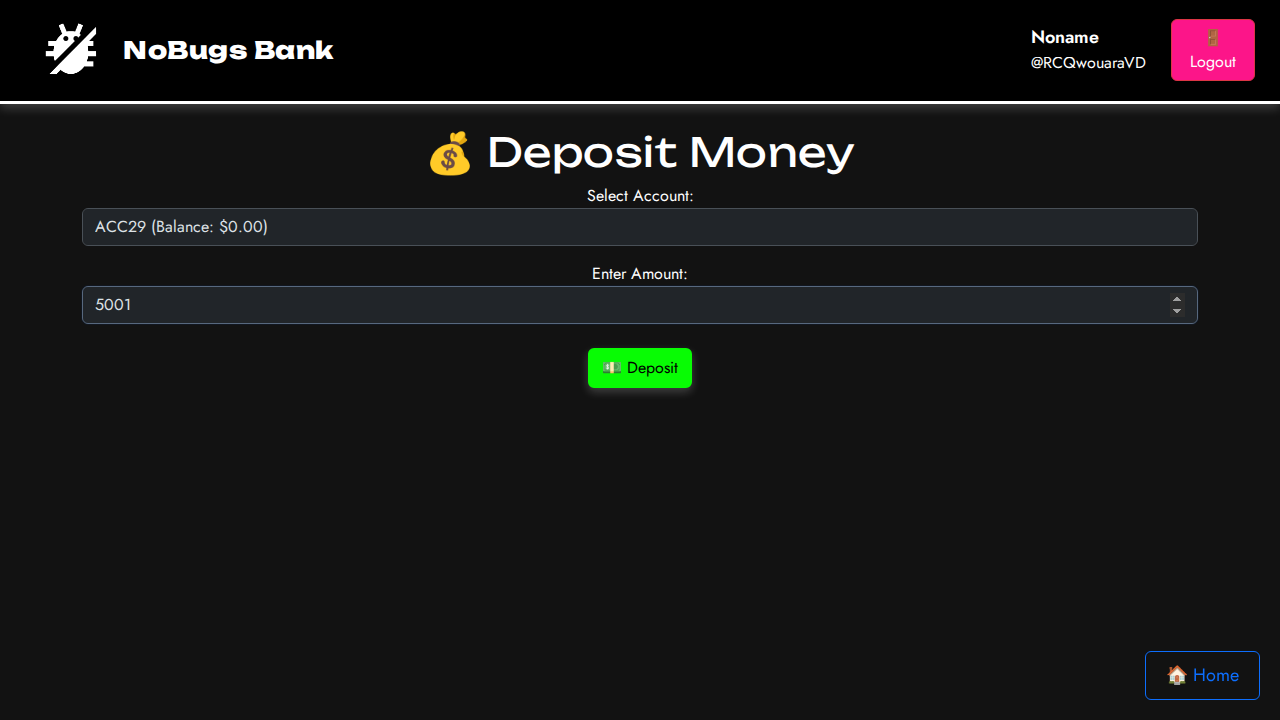 NoBugs Bank
Noname
@RCQwouaraVD
Logout
Deposit Money
Select Account:
ACC29 (Balance: $0.00)
Enter Amount:
5001
Deposit
Home